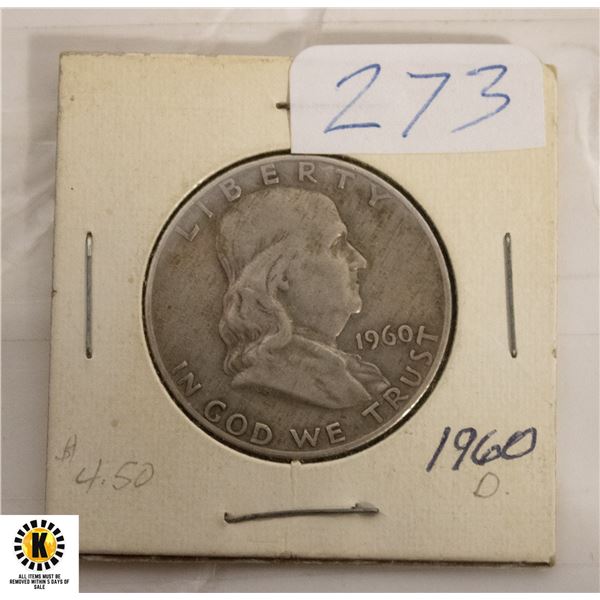 273
LIBERTY
1960
IN GOD WE TRUST
1960
D.
$
4.50
K
ALL ITEMS MUST BE
REMOVED WITHIN 5 DAYS OF
SALE